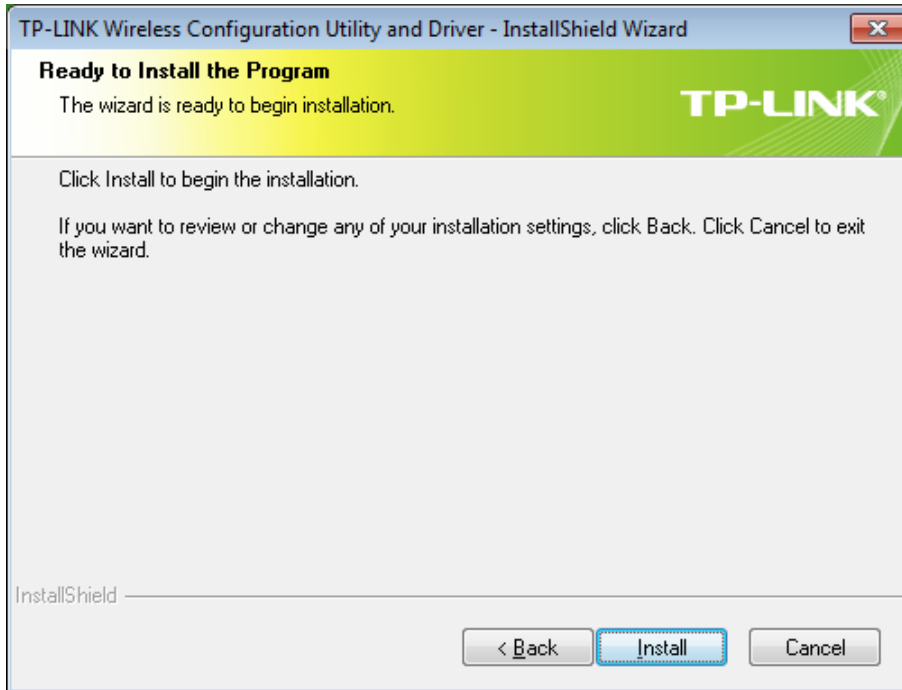 TP-LINK Wireless Configuration Utility and Driver - InstallShield Wizard
Ready to Install the Program
The wizard is ready to begin installation.
TP-LINK®
Click Install to begin the installation.
If you want to review or change any of your installation settings, click Back. Click Cancel to exit
the wizard.
InstallShield
< Back
Install
Cancel